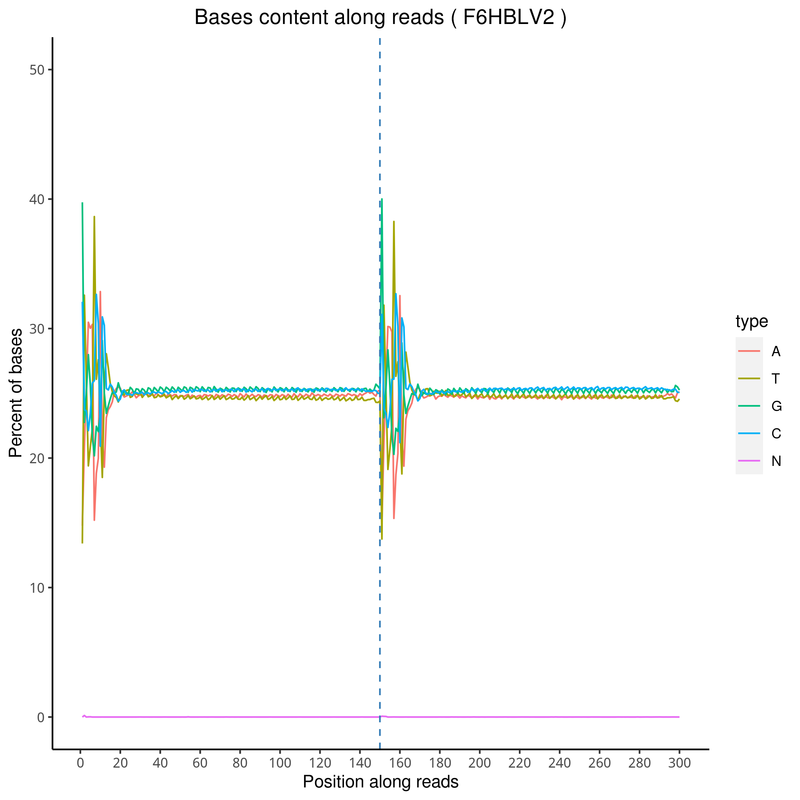 Bases content along reads ( F6HBLV2 )
Percent of bases
50
40
30
20
10
0
0 20 40 60 80 100 120 140 160 180 200 220 240 260 280 300
Position along reads
type
A
T
G
C
N